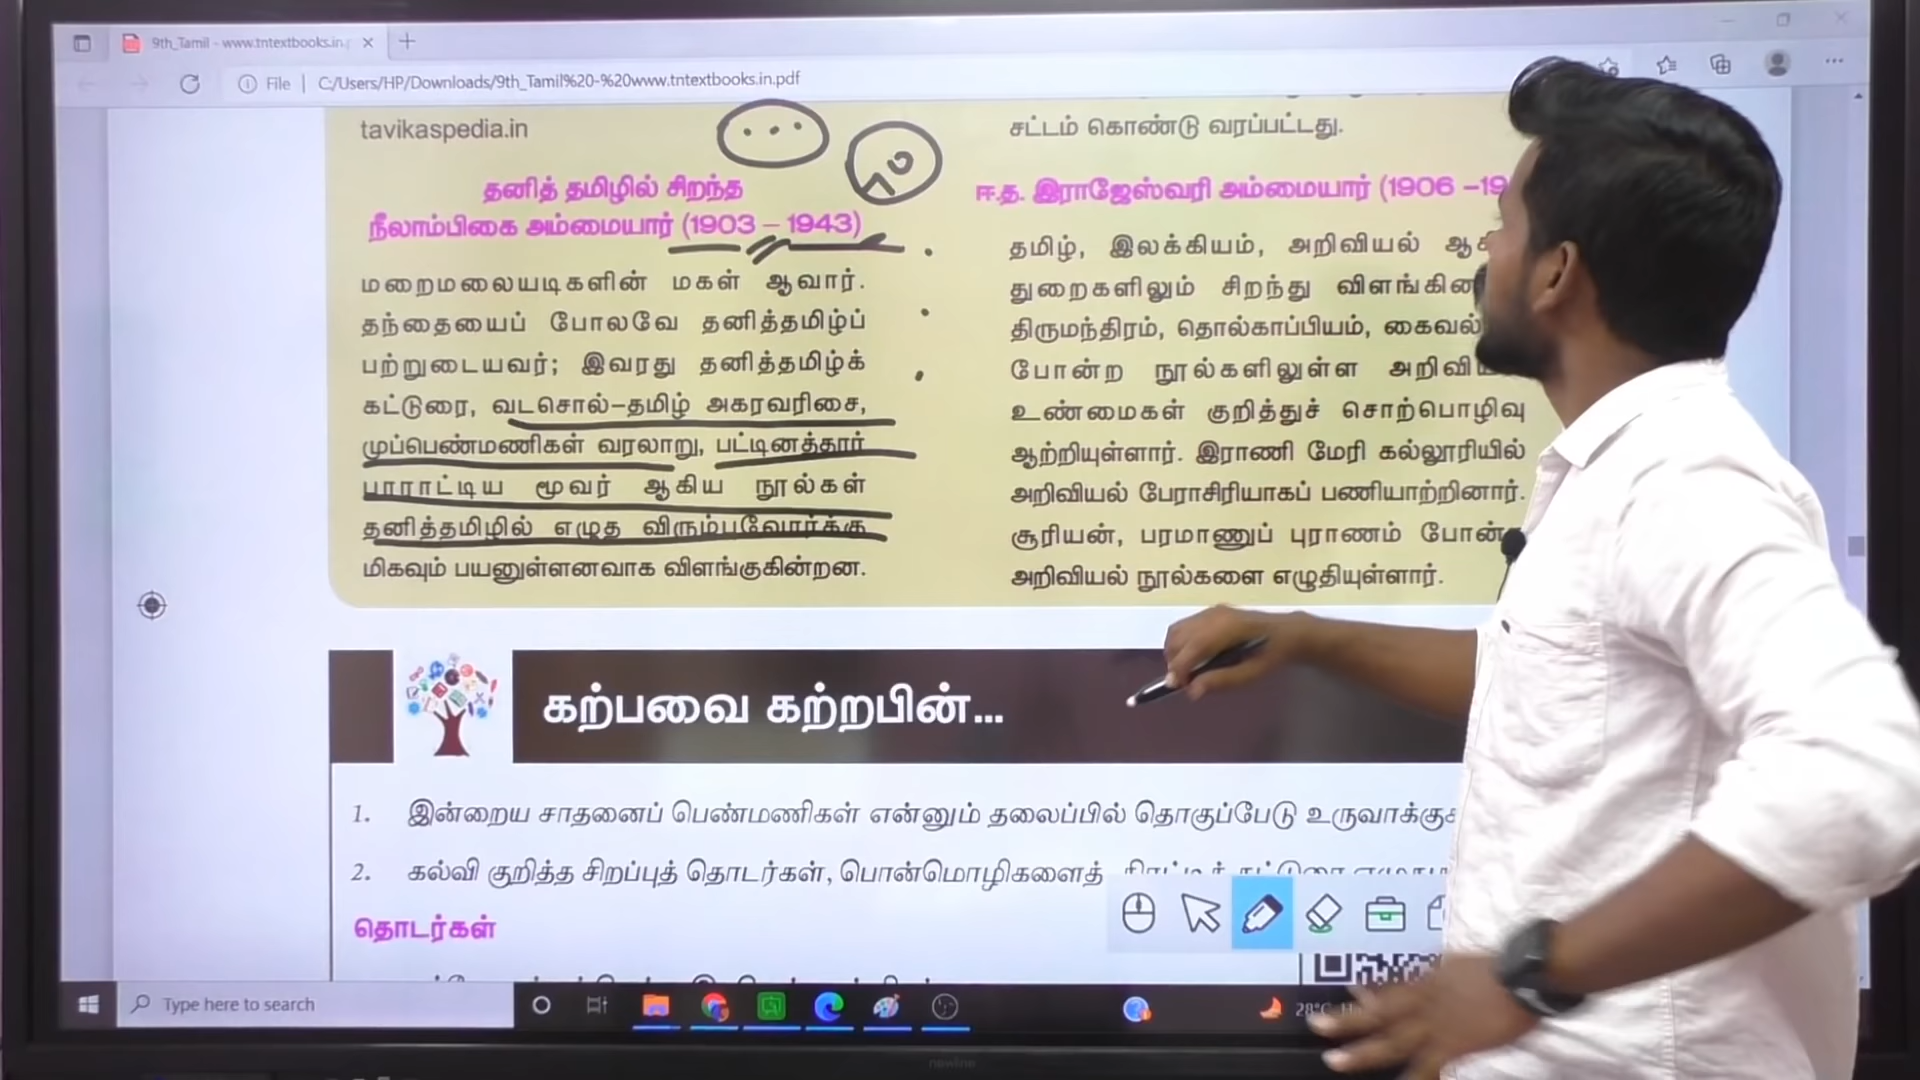 9th_Tamil - www.tntextbooks.in
File | C:/Users/HP/Downloads/9th_Tamil%20-%20www.tntextbooks.in.pdf
tavikaspedia.in
தனித் தமிழில் சிறந்த
நீலாம்பிகை அம்மையார் (1903 – 1943)
மறைமலையடிகளின் மகள் ஆவார்.
தந்தையைப் போலவே தனித்தமிழ்ப்
பற்றுடையவர்; இவரது தனித்தமிழ்க்
கட்டுரை, வடசொல்–தமிழ் அகரவரிசை,
முப்பெண்மணிகள் வரலாறு, பட்டினத்தார்
பாராட்டிய மூவர் ஆகிய நூல்கள்
தனித்தமிழில் எழுத விரும்புவோர்க்கு
மிகவும் பயனுள்ளனவாக விளங்குகின்றன.
சட்டம் கொண்டு வரப்பட்டது.
ஈ.த. இராஜேஸ்வரி அம்மையார் (1906 –19
தமிழ், இலக்கியம், அறிவியல்
துறைகளிலும் சிறந்து
திருமந்திரம், தொல்காப்பியம்,
போன்ற நூல்களிலுள்ள
உண்மைகள் குறித்துச் சொற்பொழிவு
ஆற்றியுள்ளார். இராணி மேரி கல்லூரியில்
அறிவியல் பேராசிரியாகப் பணியாற்றினார்.
சூரியன், பரமாணுப் புராணம்
அறிவியல் நூல்களை எழுதியுள்ளார்.
கற்பவை கற்றபின்...
1. இன்றைய சாதனைப் பெண்மணிகள் என்னும் தலைப்பில் தொகுப்பேடு
2. கல்வி குறித்த சிறப்புத் தொடர்கள், பொன்மொழிகளைத்
தொடர்கள்
Type here to search
28°C
newline